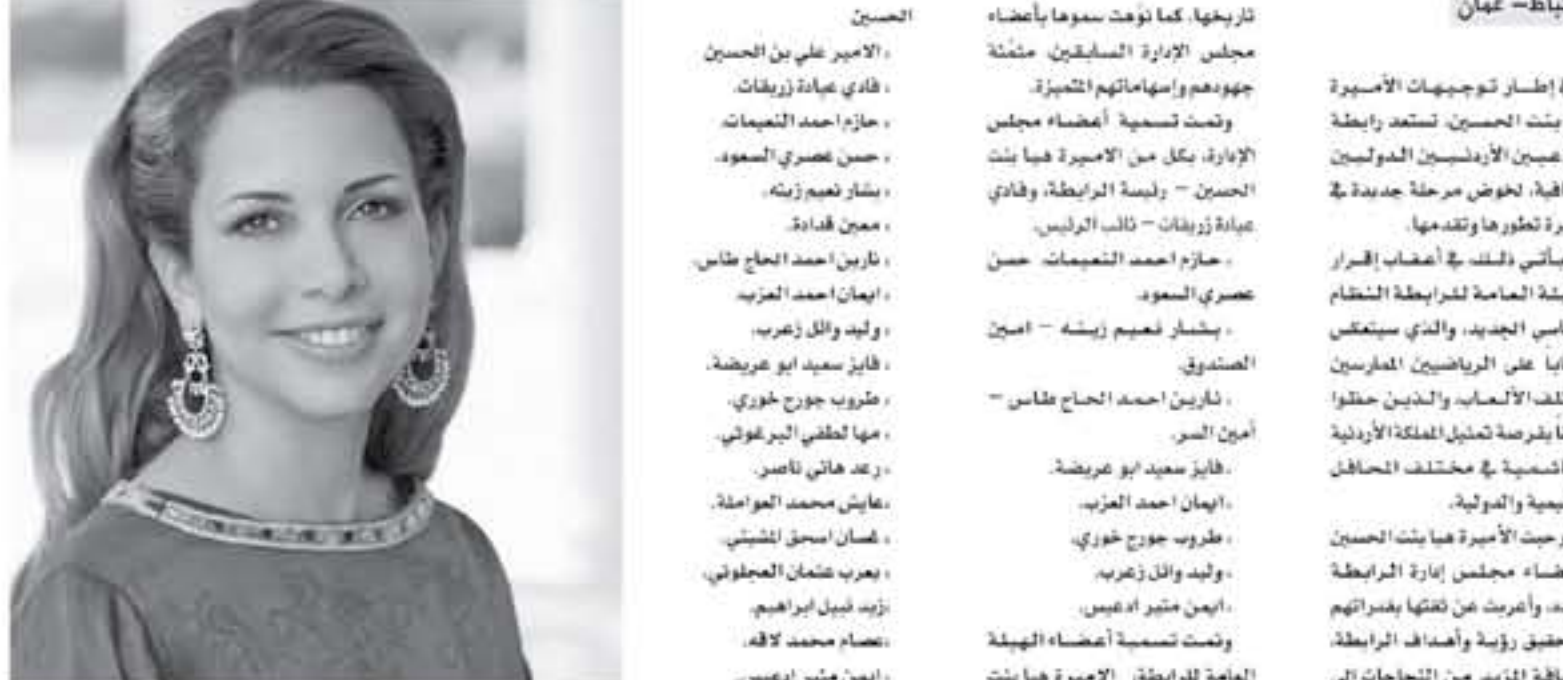 عمان
إطار توجيهات الأميرة
بنت الحسين، تستعد رابطة
الأردنيين الدوليين
لخوض مرحلة جديدة في
تطورها وتقدمها.
ذلك، في أعقاب إقرار
العامة للرابطة النظام
الجديد، والذي سينعكس
على الرياضيين الممارسين
الألعاب، والذين حظوا
بفرصة تمثيل المملكة الأردنية
في مختلف المحافل
والدولية.
الأميرة هيا بنت الحسين
مجلس إدارة الرابطة
وأعربت عن ثقتها بقدراتهم
رؤية وأهداف الرابطة،
المزيد من النجاحات إلى
تاريخها، كما نوّهت سموها بأعضاء
مجلس الإدارة السابقين، مثمّنة
جهودهم وإسهاماتهم المتميزة.
وتمت تسمية أعضاء مجلس
الإدارة، بكل من الاميرة هيا بنت
الحسين – رئيسة الرابطة، وفادي
عبادة زريقات – نائب الرئيس.
، حازم احمد النعيمات، حسن
عصري السعود.
، بشار نعيم زينه – امين
الصندوق.
، نارين احمد الحاج طاس –
أمين السر.
،فايز سعيد ابو عريضة.
،ايمان احمد العزب.
، طروب جورج خوري.
، وليد وائل زعرب.
،ايمن منير ادعيس.
وتمت تسمية أعضاء الهيئة
العامة للرابطة، الاميرة هيا بنت
الحسين
، الامير علي بن الحسين
، فادي عبادة زريقات.
، حازم احمد النعيمات.
، حسن عصري السعود.
، بشار نعيم زينه.
، معين قدادة.
، نارين احمد الحاج طاس.
، ايمان احمد العزب.
، وليد وائل زعرب.
، فايز سعيد ابو عريضة.
، طروب جورج خوري.
، مها لطفي البرغوثي.
،رعد هاني ناصر.
،عايش محمد العواملة.
، غسان اسحق
، يعرب عثمان العجلوني.
،زيد نبيل ابراهيم.
،عصام محمد لافه.
،ايمن منير ادعيس.